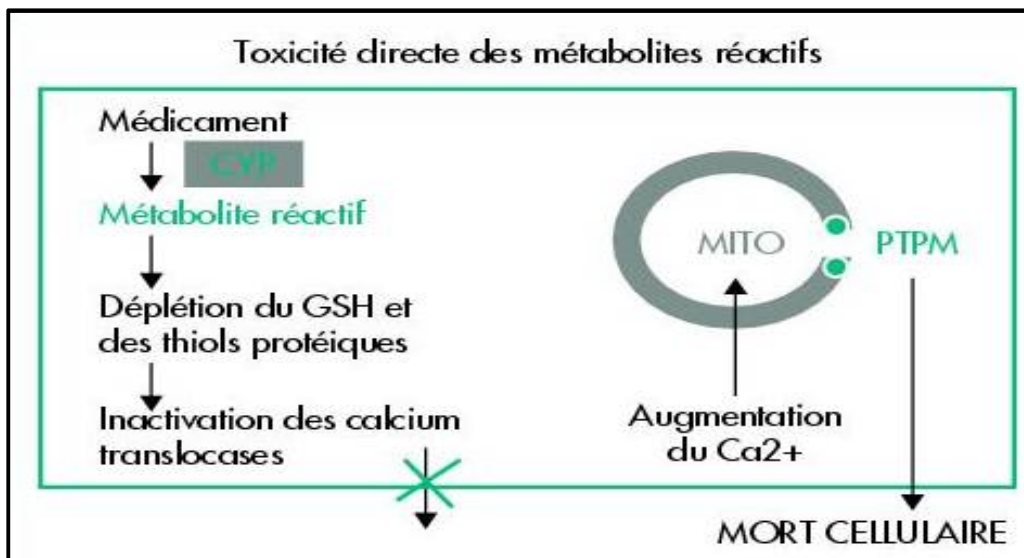 Toxicité directe des métabolites réactifs
Médicament
CYP
Métabolite réactif
Déplétion du GSH et
des thiols protéiques
Inactivation des calcium
translocases
MITO
PTPM
Augmentation
du Ca2+
MORT CELLULAIRE